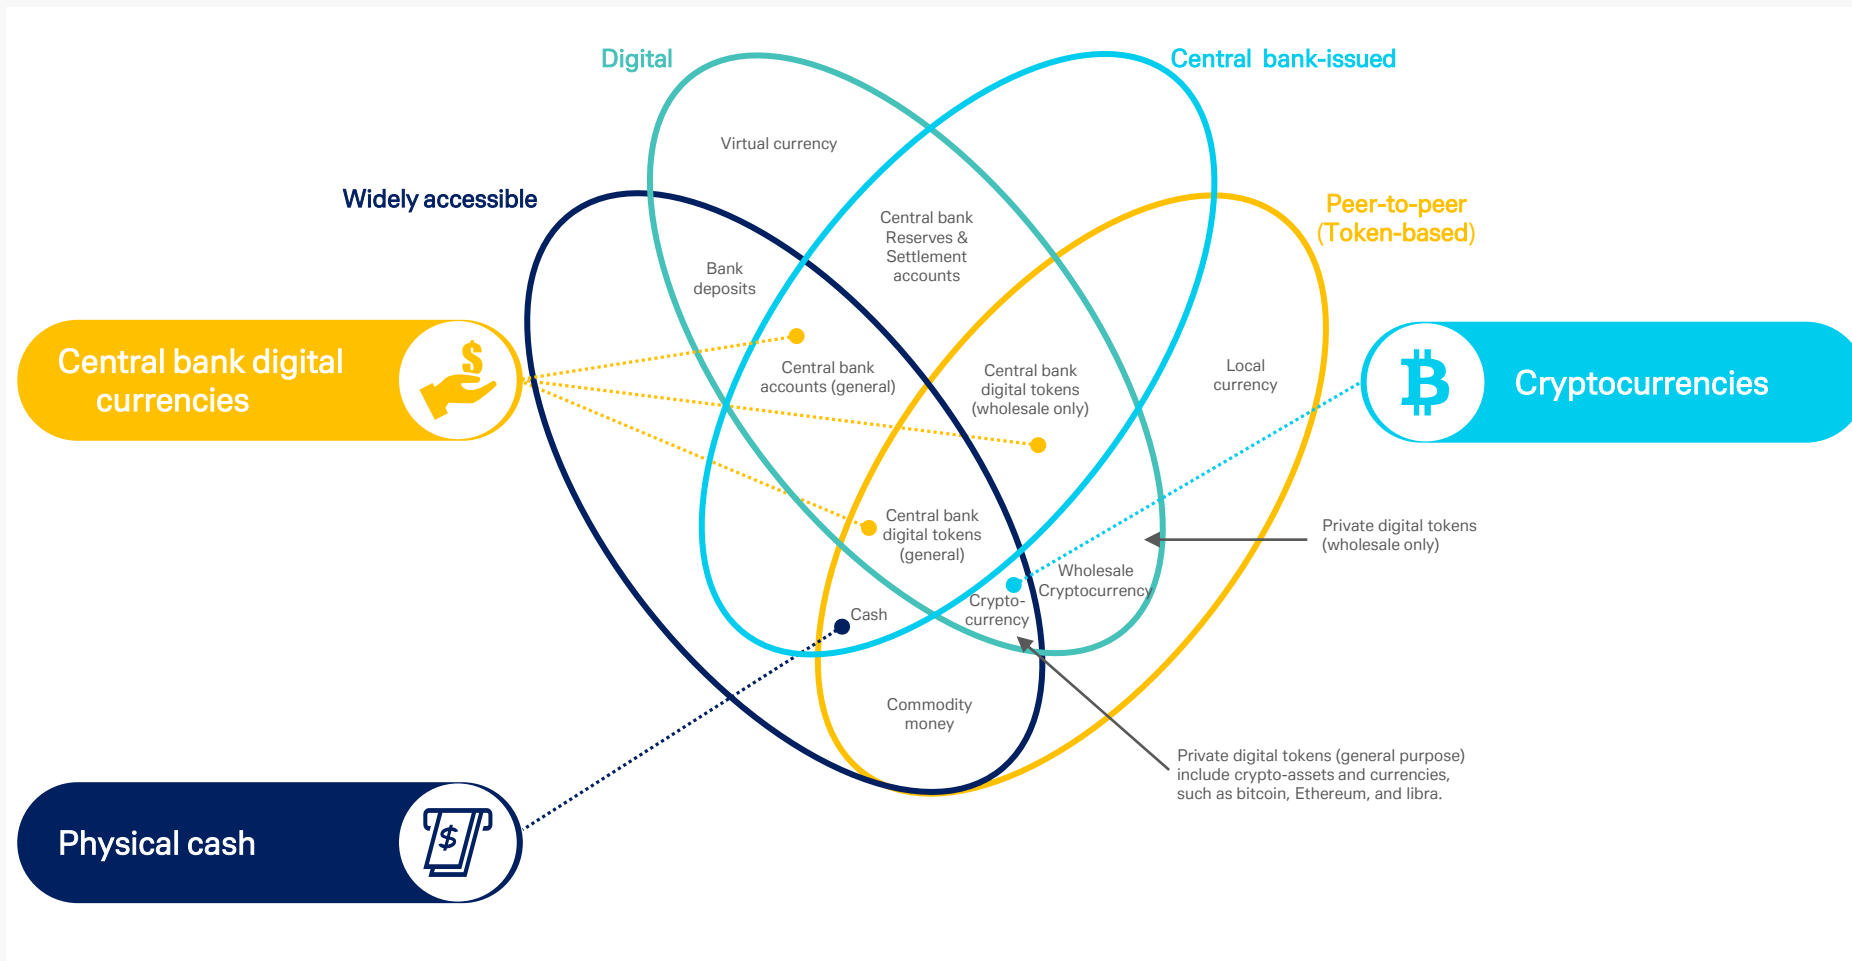 Digital
Central bank-issued
Virtual currency
Widely accessible
Peer-to-peer
(Token-based)
Central bank
Reserves &
Settlement
accounts
Bank
deposits
Central bank digital
currencies
$
Central bank
accounts (general)
Central bank
digital tokens
(wholesale only)
Local
currency
Cryptocurrencies
Central bank
digital tokens
(general)
Private digital tokens
(wholesale only)
Wholesale
Cryptocurrency
Crypto-
currency
Cash
Commodity
money
Private digital tokens (general purpose)
include crypto-assets and currencies,
such as bitcoin, Ethereum, and libra.
Physical cash
$